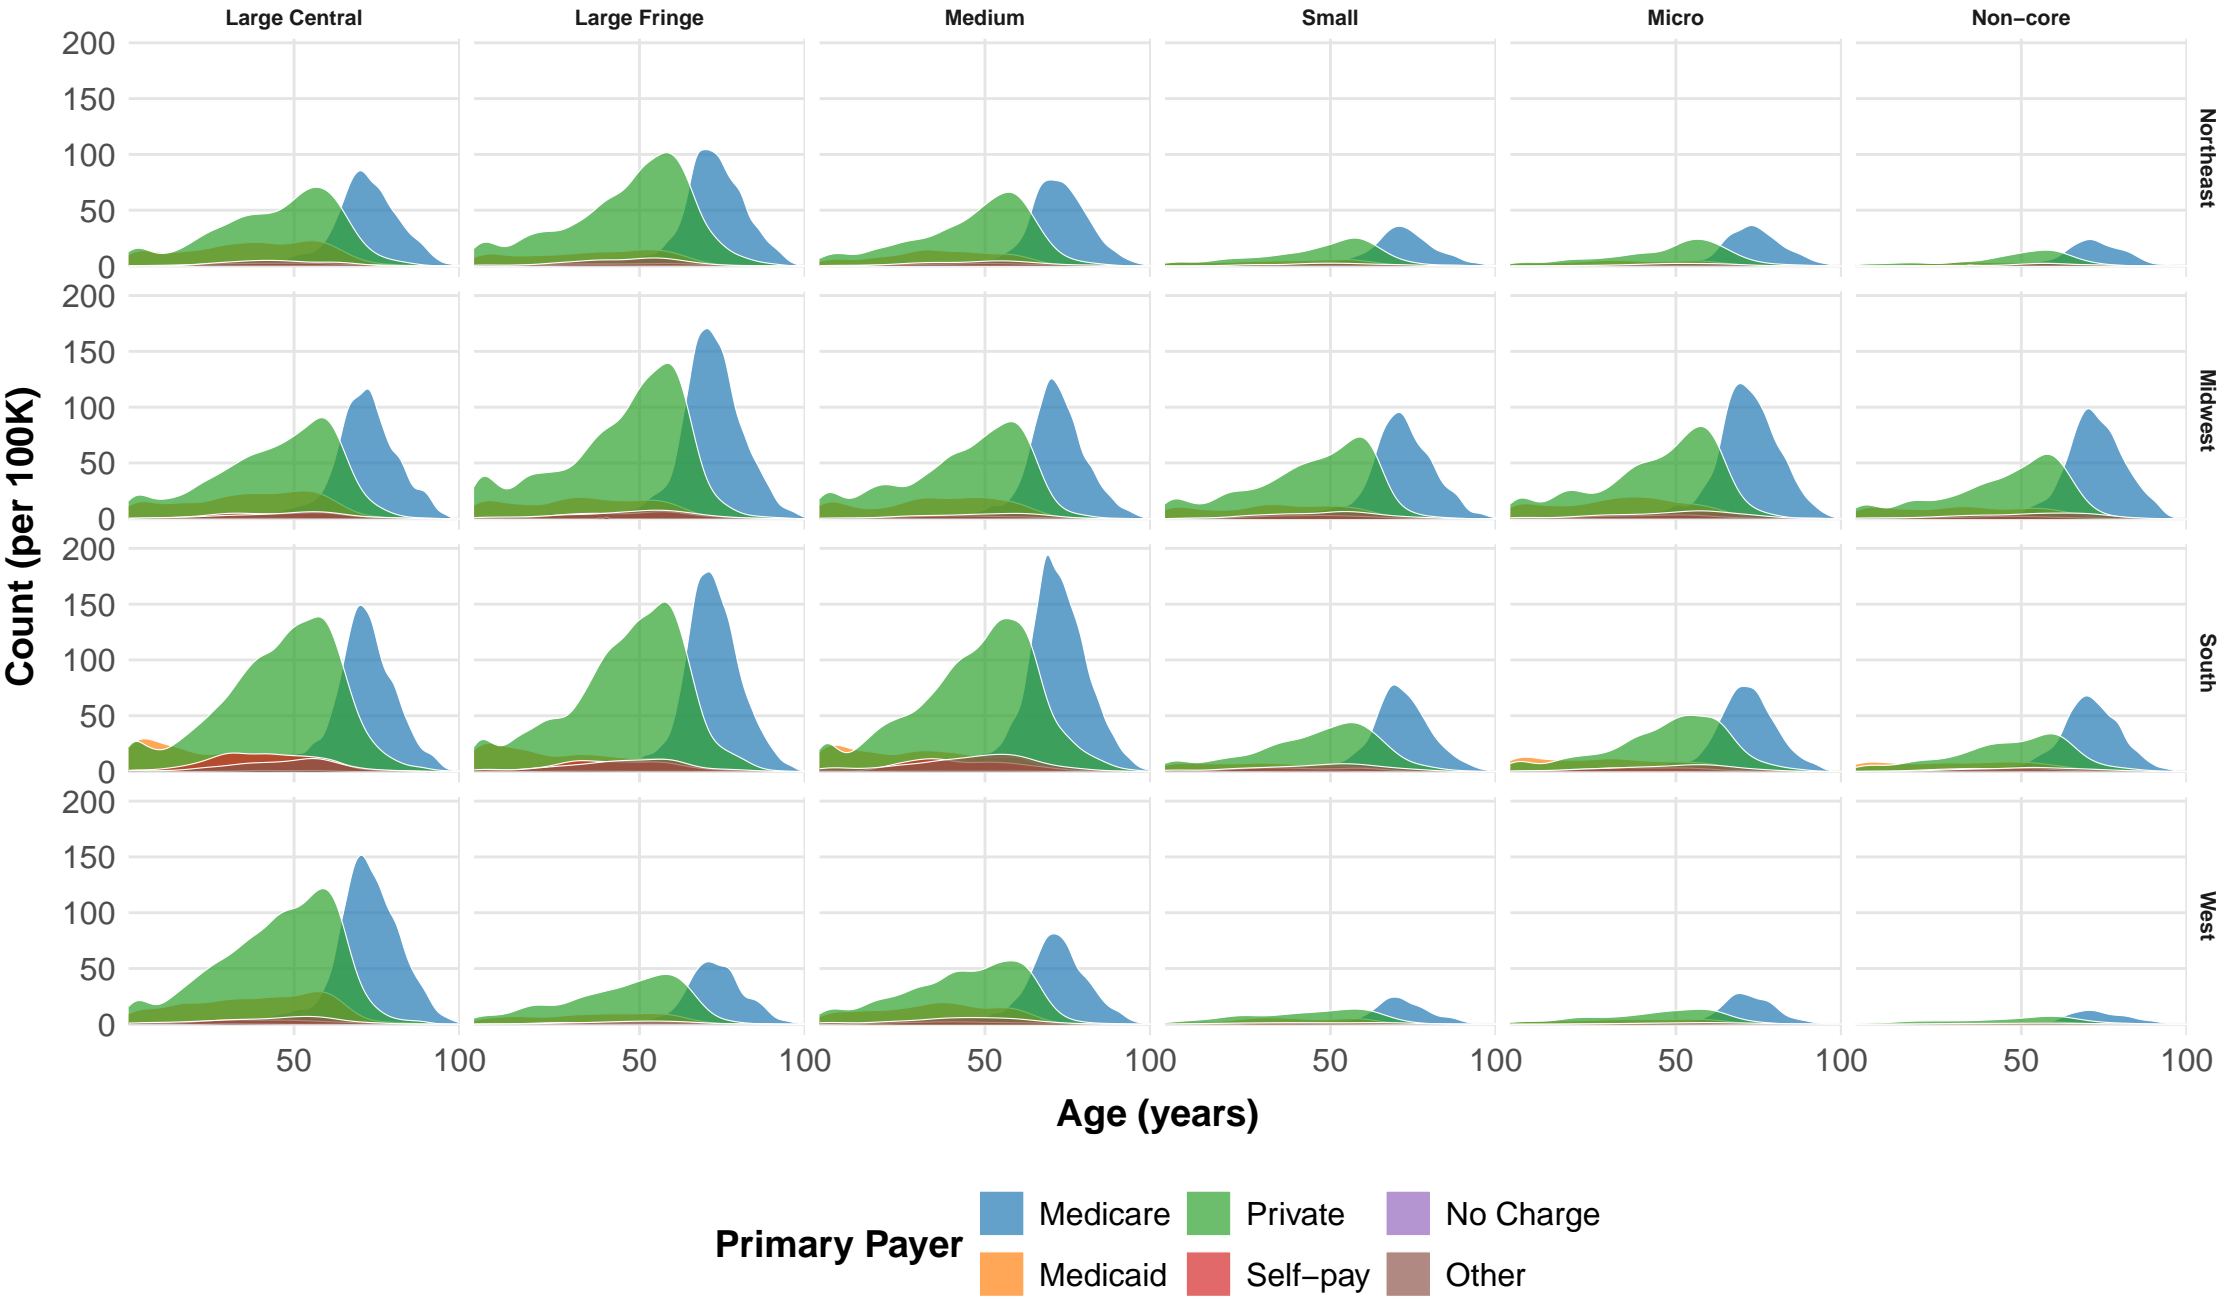 Large Central Large Fringe Medium Small Micro Non−core
200
150
100
50
0
Northeast
200
150
100
50
0
Midwest
Count (per 100K)
200
150
100
50
0
South
200
150
100
50
0
West
50 100 50 100 50 100 50 100 50 100 50 100
Age (years)
Primary Payer
Medicare Private No Charge
Medicaid Self−pay Other